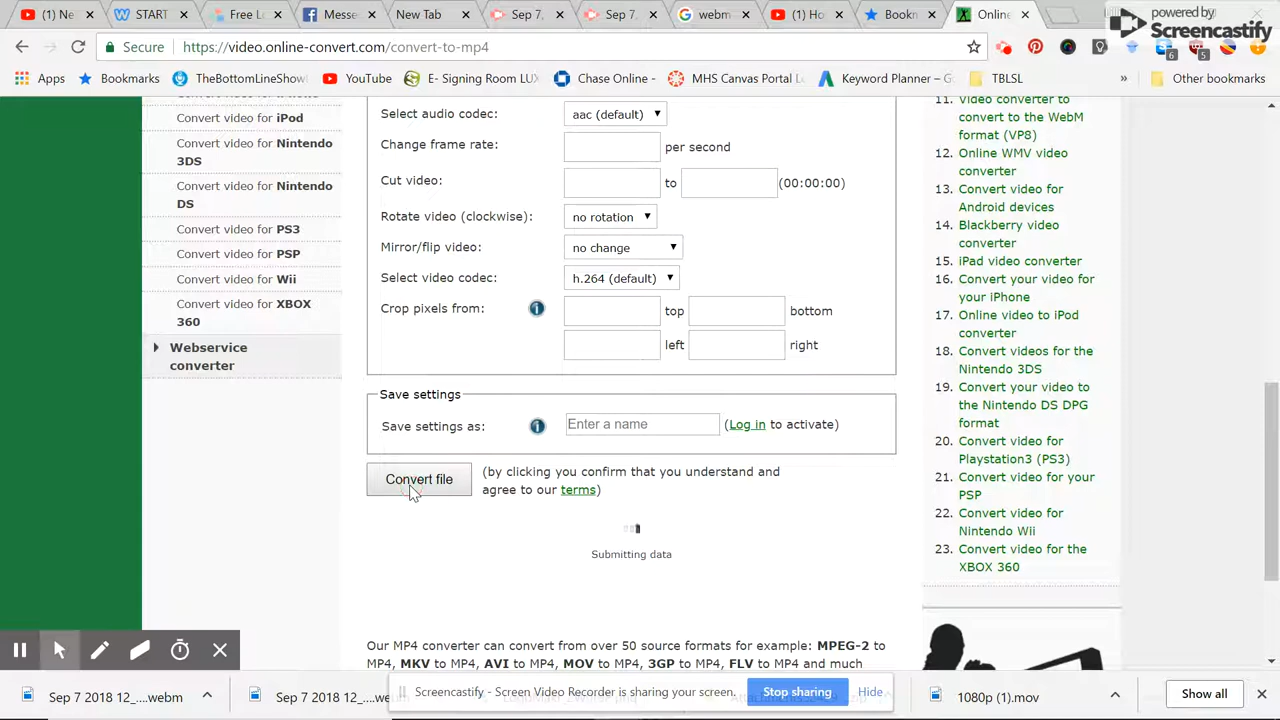 (1) Ne
START
Free
Mess
New Tab
Sep 7,
Sep 7.
web
(1) Ho
Bookm
Online
powered by
Screencastify
Secure
https://video.online-convert.com/
6
5
Apps
Bookmarks
TheBottomLineShow
YouTube
E- Sitting Room LU
Chase Online -
MHS Canvas Portal L
Keyword Planner – G
TBLSL
»
Other bookmarks
Convert video for iPod
Convert video for Nintendo
3DS
Convert video for Nintendo
DS
Convert video for PS3
Convert video for PSP
Convert video for Wii
Convert video for XBOX
360
Webservice
converter
Select audio codec:
aac (default)
Change frame rate:
per second
Cut video:
to
(00:00:00)
Rotate video (clockwise):
no rotation
Mirror/flip video:
no change
Select video codec:
h.264 (default)
Crop pixels from:
top
bottom
left
right
Save settings
Save settings as:
Enter a name
(Log in to activate)
Convert file
(by clicking you confirm that you understand and
agree to our terms)
Submitting data
Our MP4 converter can convert from over 50 source formats for example: MPEG-2 to
MKV to MP4, AVI to MP4, MOV to MP4, 3GP to MP4, FLV to MP4 and much
11. Video converter to
convert to the WebM
format (VP8)
12. Online WMV video
converter
13. Convert video for
Android devices
14. Blackberry video
converter
15. iPad video converter
16. Convert your video for
your iPhone
17. Online video to iPod
converter
18. Convert videos for the
Nintendo 3DS
19. Convert your video to
the Nintendo DS DPG
format
20. Convert video for
Playstation3 (PS3)
21. Convert video for your
PSP
22. Convert video for
Nintendo Wii
23. Convert video for the
XBOX 360
Sep 7 2018 12_....webm
Sep 7 2018 12_....we
Screencastify - Screen Video Recorder is sharing your screen.
Stop sharing
Hide
1080p (1).mov
Show all